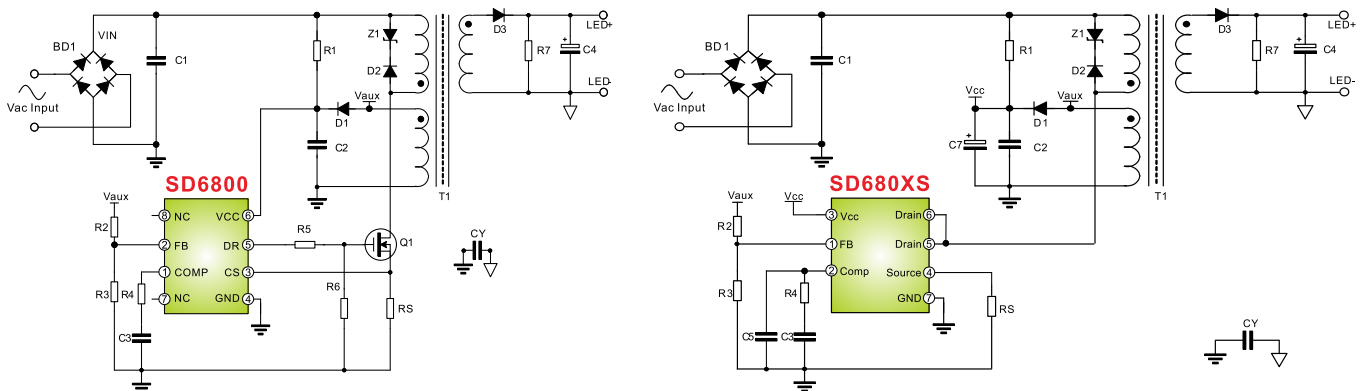 BD1
VIN
Vac Input
C1
R1
Z1
D2
Vaux
D1
C2
T1
D3
R7
+
C4
LED+
LED-
SD6800
Vaux
R2
R3
R4
C3
8 NC
2 FB
1 COMP
7 NC
VCC 6
DR 5
CS 3
GND 4
R5
R6
Q1
RS
CY
BD1
Vac Input
C1
R1
Z1
D2
Vcc
Vaux
D1
+
C7
C2
T1
D3
R7
+
C4
LED+
LED-
SD680XS
Vaux
Vcc
R2
R3
R4
C5
C3
3 Vcc
1 FB
2 Comp
Drain 6
Drain 5
Source 4
GND 7
RS
CY